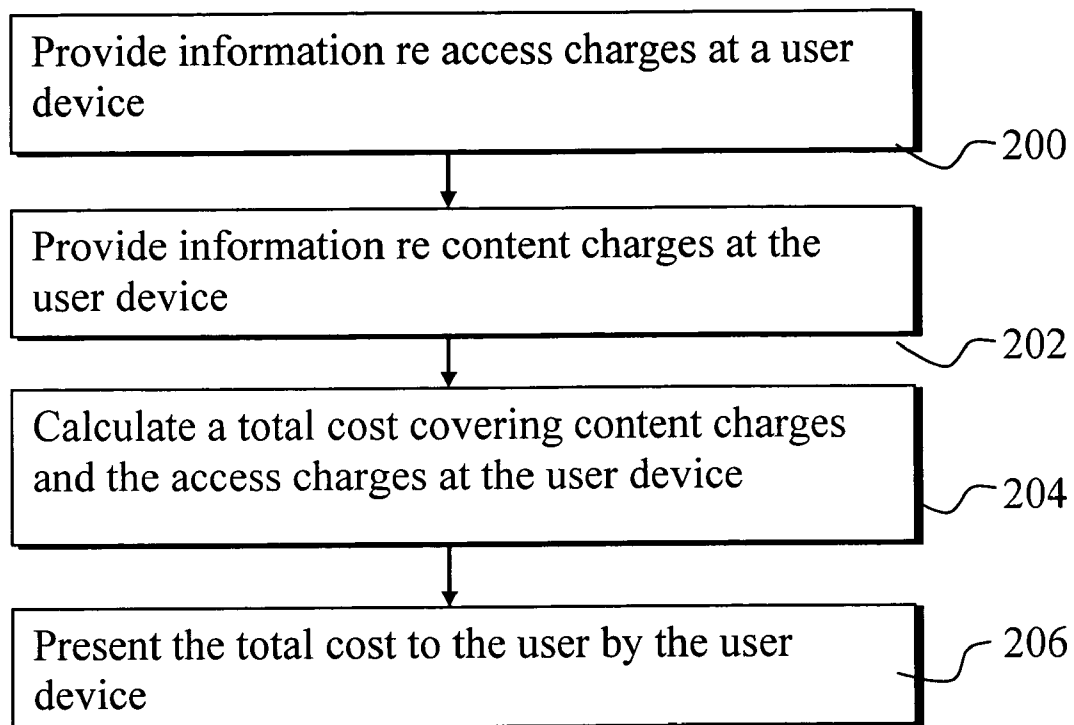 Provide information re access charges at a user
device
200
Provide information re content charges at the
user device
202
Calculate a total cost covering content charges
and the access charges at the user device
204
Present the total cost to the user by the user
device
206